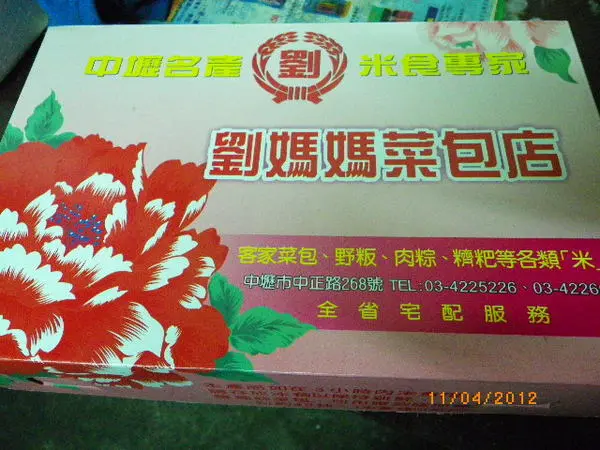 中壢名產 劉 米食專家
劉媽媽菜包店
客家菜包、野粄、肉粽、糯粑等各類「米
中壢市中正路268號 TEL:03-4225226、03-4226
全省宅配服務
11/04/2012